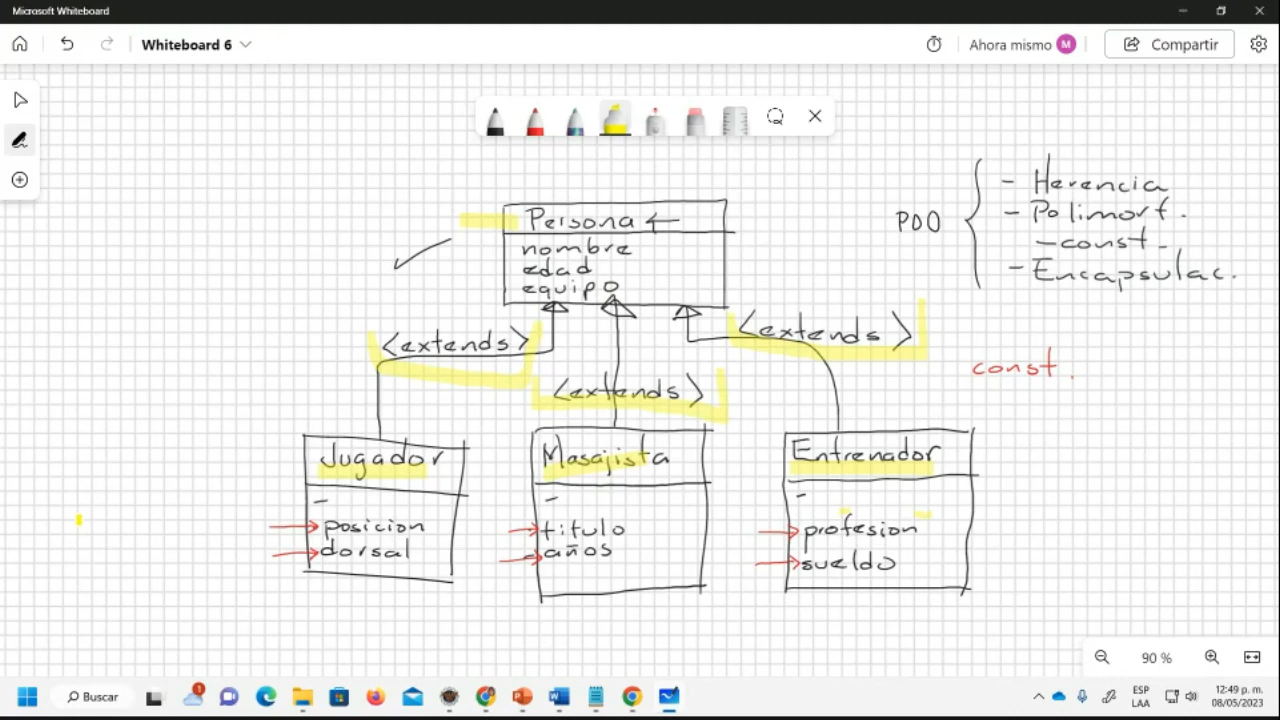 Microsoft Whiteboard
Whiteboard 6
Ahora mismo M
Compartir
Persona
nombre
edad
equipo
POO
- Herencia
- Polimorf.
- const.
- Encapsulac.
<extends>
<extends>
<extends>
const.
Jugador
-
posicion
dorsal
Masajista
-
titulo
años
Entrenador
-
profesion
sueldo
90 %
Buscar
1
ESP
LAA
12:49 p. m.
08/05/2023